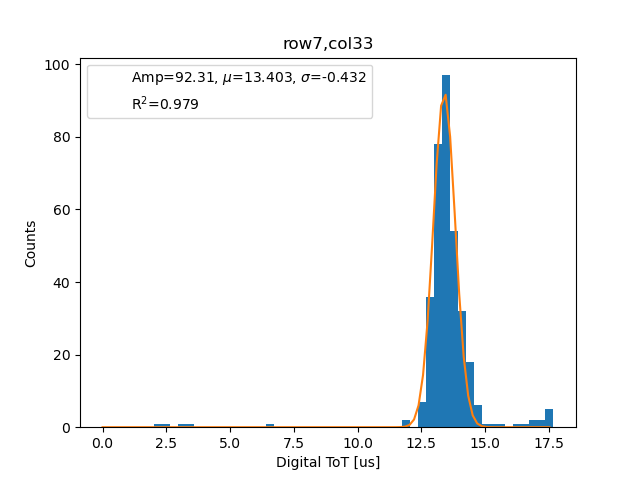 row7,col33
Amp=92.31, μ=13.403, σ=-0.432
R²=0.979
100
80
60
40
20
0
Counts
0.0 2.5 5.0 7.5 10.0 12.5 15.0 17.5
Digital ToT [us]